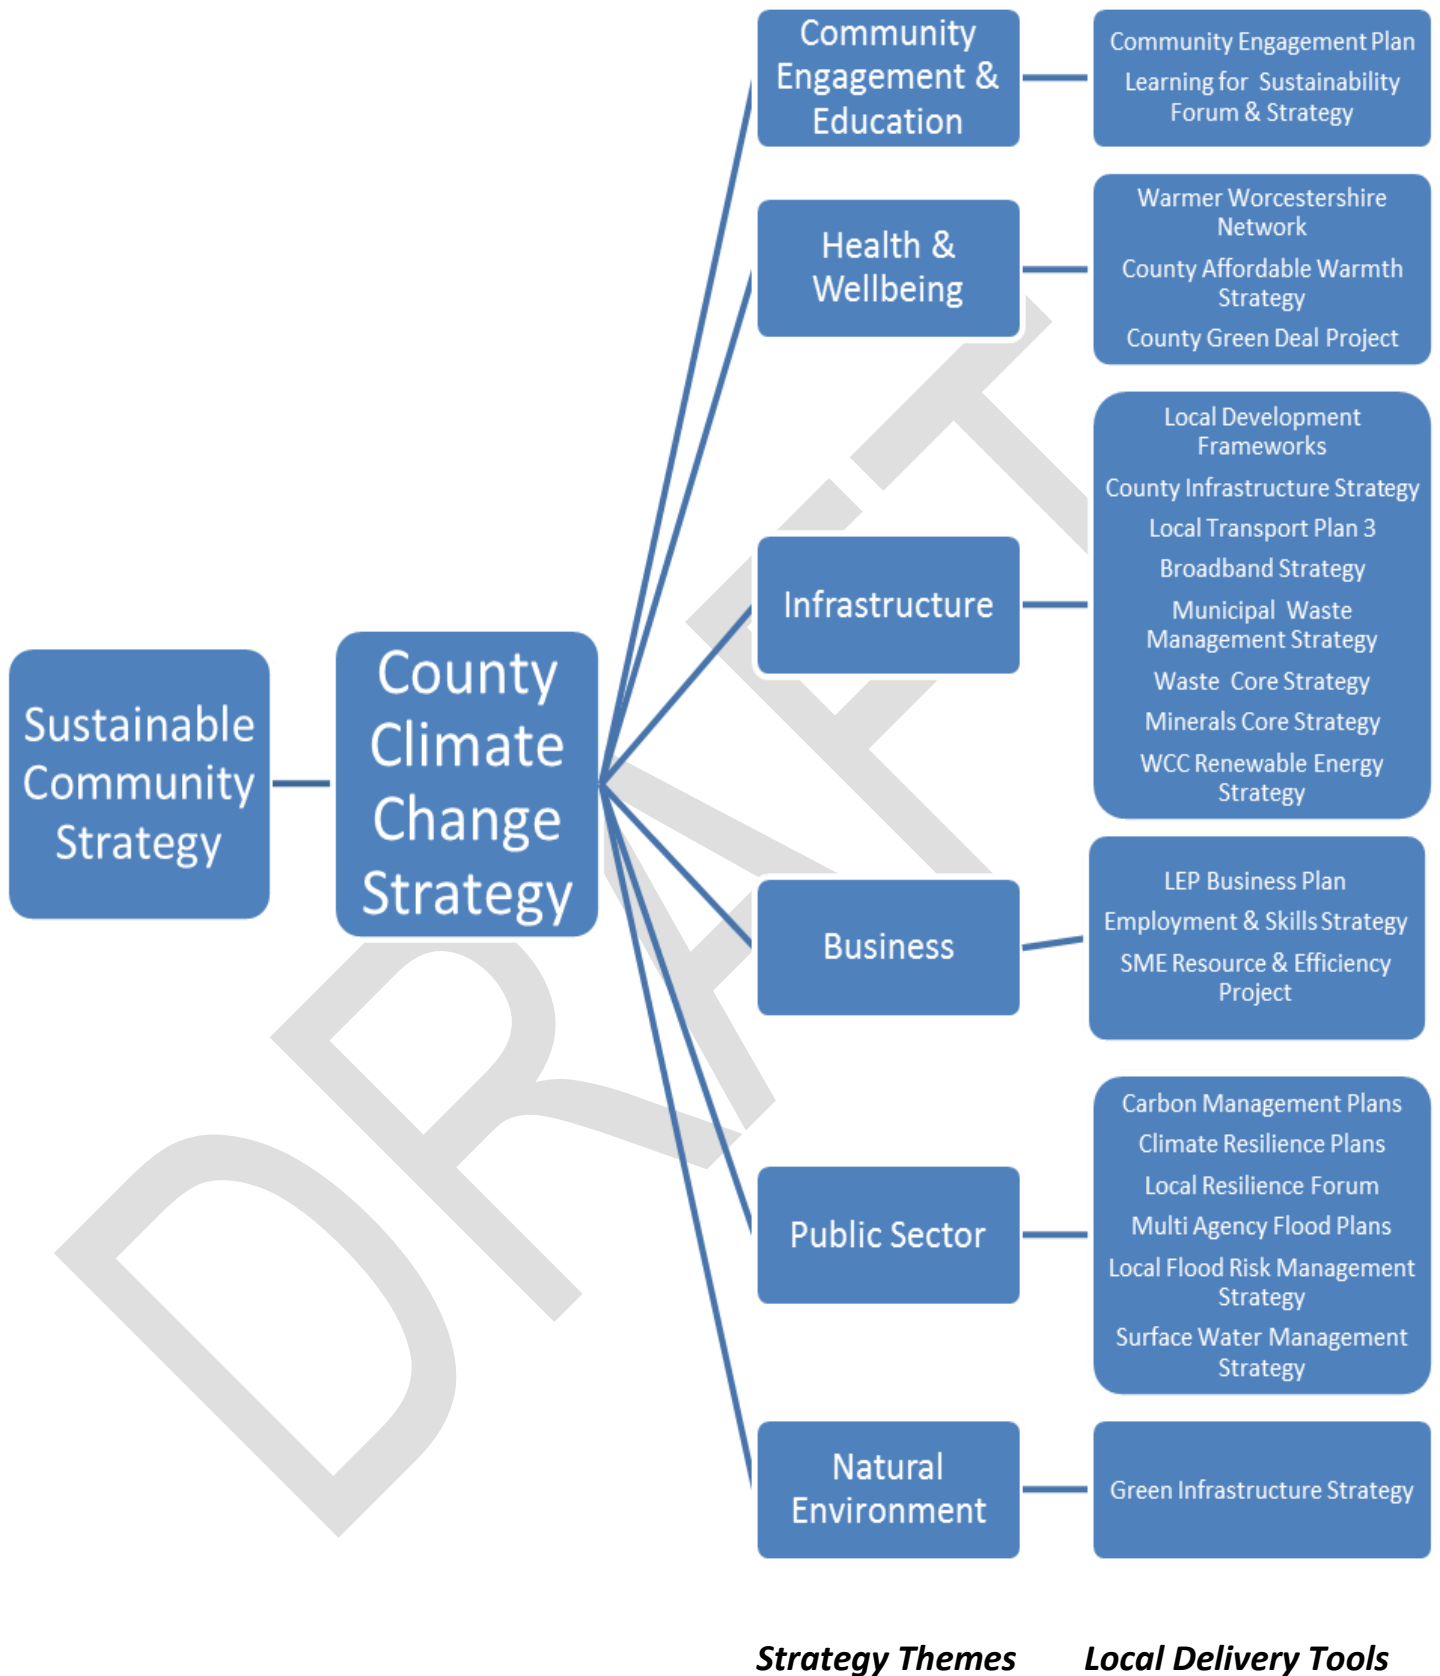 Sustainable
Community
Strategy
County
Climate
Change
Strategy
Community
Engagement &
Education
Community Engagement Plan
Learning for Sustainability
Forum & Strategy
Health &
Wellbeing
Warmer Worcestershire
Network
County Affordable Warmth
Strategy
County Green Deal Project
Infrastructure
Local Development
Frameworks
County Infrastructure Strategy
Local Transport Plan 3
Broadband Strategy
Municipal Waste
Management Strategy
Waste Core Strategy
Minerals Core Strategy
WCC Renewable Energy
Strategy
Business
LEP Business Plan
Employment & Skills Strategy
SME Resource & Efficiency
Project
Public Sector
Carbon Management Plans
Climate Resilience Plans
Local Resilience Forum
Multi Agency Flood Plans
Local Flood Risk Management
Strategy
Surface Water Management
Strategy
Natural
Environment
Green Infrastructure Strategy
Strategy Themes
Local Delivery Tools
DRAFT